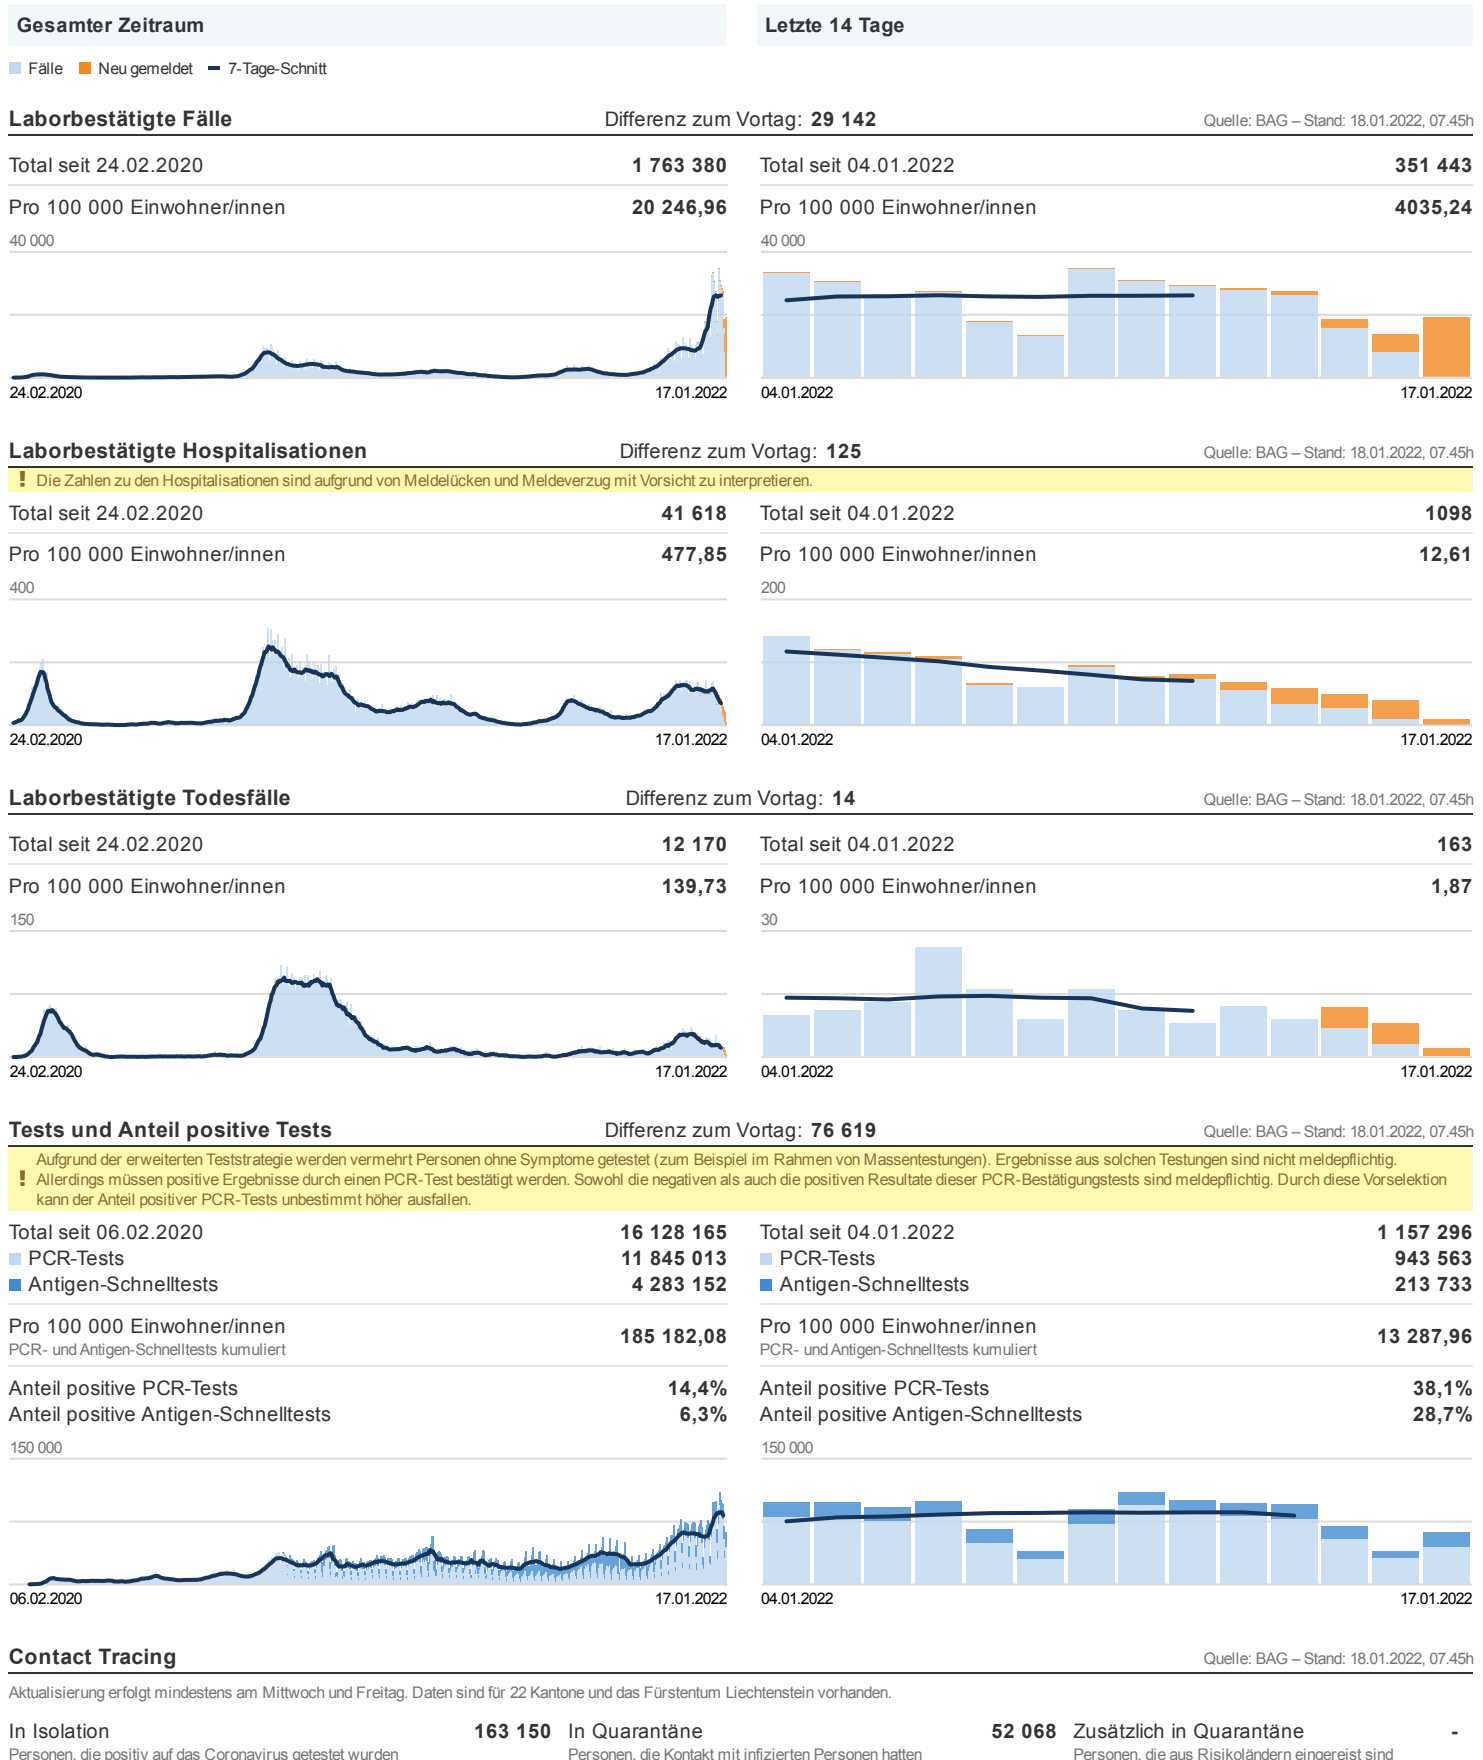 Gesamter Zeitraum
Letzte 14 Tage
Fälle Neu gemeldet 7-Tage-Schnitt
Laborbestätigte Fälle Differenz zum Vortag: 29 142 Quelle: BAG – Stand: 18.01.2022, 07.45h
Total seit 24.02.2020 1 763 380 Total seit 04.01.2022 351 443
Pro 100 000 Einwohner/innen 20 246,96 Pro 100 000 Einwohner/innen 4035,24
40 000 40 000
24.02.2020 17.01.2022 04.01.2022 17.01.2022
Laborbestätigte Hospitalisationen Differenz zum Vortag: 125 Quelle: BAG – Stand: 18.01.2022, 07.45h
! Die Zahlen zu den Hospitalisationen sind aufgrund von Meldelücken und Meldeverzug mit Vorsicht zu interpretieren.
Total seit 24.02.2020 41 618 Total seit 04.01.2022 1098
Pro 100 000 Einwohner/innen 477,85 Pro 100 000 Einwohner/innen 12,61
400 200
24.02.2020 17.01.2022 04.01.2022 17.01.2022
Laborbestätigte Todesfälle Differenz zum Vortag: 14 Quelle: BAG – Stand: 18.01.2022, 07.45h
Total seit 24.02.2020 12 170 Total seit 04.01.2022 163
Pro 100 000 Einwohner/innen 139,73 Pro 100 000 Einwohner/innen 1,87
150 30
24.02.2020 17.01.2022 04.01.2022 17.01.2022
Tests und Anteil positive Tests Differenz zum Vortag: 76 619 Quelle: BAG – Stand: 18.01.2022, 07.45h
Aufgrund der erweiterten Teststrategie werden vermehrt Personen ohne Symptome getestet (zum Beispiel im Rahmen von Massentestungen). Ergebnisse aus solchen Testungen sind nicht meldepflichtig.
! Allerdings müssen positive Ergebnisse durch einen PCR-Test bestätigt werden. Sowohl die negativen als auch die positiven Resultate dieser PCR-Bestätigungstests sind meldepflichtig. Durch diese Vorselektion
kann der Anteil positiver PCR-Tests unbestimmt höher ausfallen.
Total seit 06.02.2020 16 128 165 Total seit 04.01.2022 1 157 296
PCR-Tests 11 845 013 PCR-Tests 943 563
Antigen-Schnelltests 4 283 152 Antigen-Schnelltests 213 733
Pro 100 000 Einwohner/innen 185 182,08 Pro 100 000 Einwohner/innen 13 287,96
PCR- und Antigen-Schnelltests kumuliert PCR- und Antigen-Schnelltests kumuliert
Anteil positive PCR-Tests 14,4% Anteil positive PCR-Tests 38,1%
Anteil positive Antigen-Schnelltests 6,3% Anteil positive Antigen-Schnelltests 28,7%
150 000 150 000
06.02.2020 17.01.2022 04.01.2022 17.01.2022
Contact Tracing Quelle: BAG – Stand: 18.01.2022, 07.45h
Aktualisierung erfolgt mindestens am Mittwoch und Freitag. Daten sind für 22 Kantone und das Fürstentum Liechtenstein vorhanden.
In Isolation 163 150 In Quarantäne 52 068 Zusätzlich in Quarantäne -
Personen, die positiv auf das Coronavirus getestet wurden Personen, die Kontakt mit infizierten Personen hatten Personen, die aus Risikoländern eingereist sind